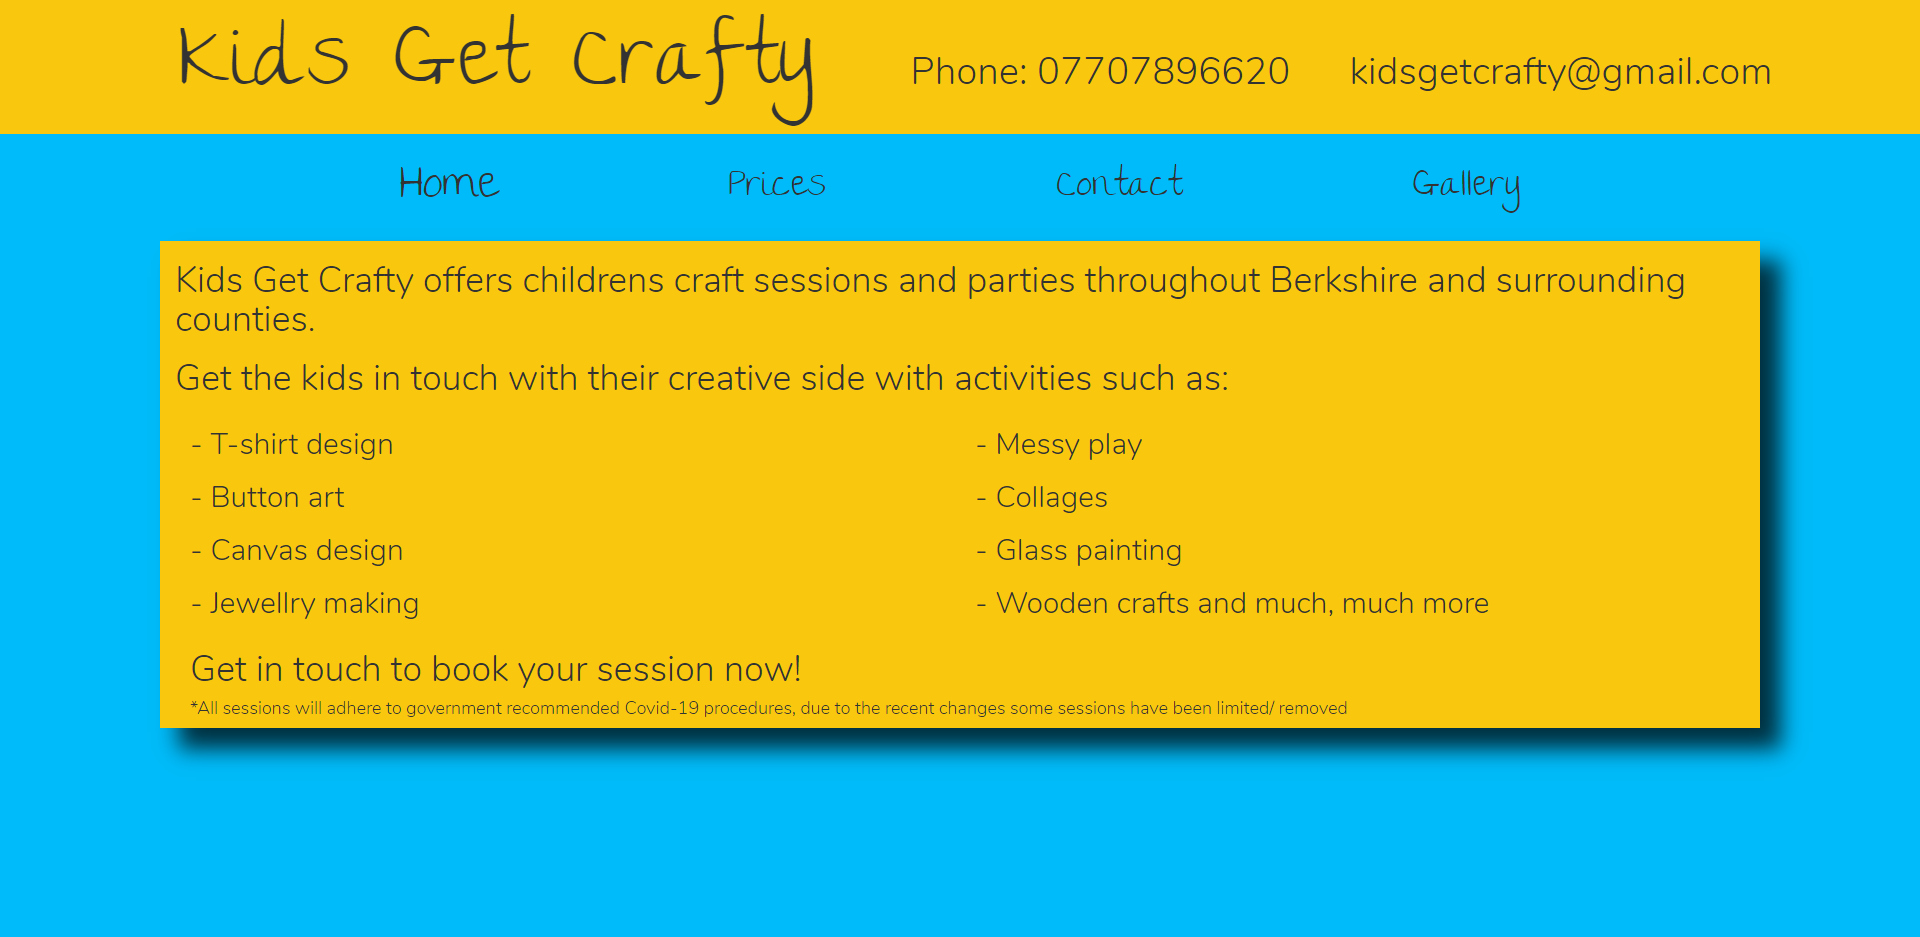 Kids Get Crafty
Phone: 07707896620
kidsgetcrafty@gmail.com
Home
Prices
Contact
Gallery
Kids Get Crafty offers childrens craft sessions and parties throughout Berkshire and surrounding
counties.
Get the kids in touch with their creative side with activities such as:
- T-shirt design
- Button art
- Canvas design
- Jewellry making
- Messy play
- Collages
- Glass painting
- Wooden crafts and much, much more
Get in touch to book your session now!
*All sessions will adhere to government recommended Covid-19 procedures, due to the recent changes some sessions have been limited/ removed